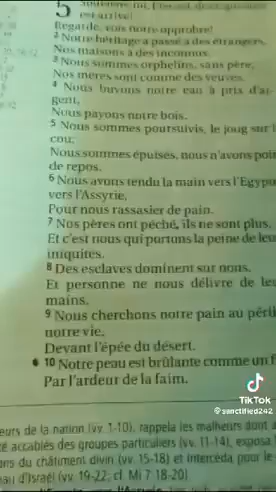 5
est arrivé!
Regarde, vois notre opprobre!
2 Notre héritage a passé à des étrangers,
Nos maisons à des inconnus.
3 Nous sommes orphelins, sans père,
Nos mères sont comme des veuves.
4 Nous buvons notre eau à prix d'ar-
gent,
Nous payons notre bois.
5 Nous sommes poursuivis, le joug sur
cou;
Nous sommes épuisés, nous n'avons
de repos.
6 Nous avons tendu la main vers l'Egypte
vers l'Assyrie,
Pour nous rassasier de pain.
7 Nos pères ont péché, ils ne sont plus,
Et c'est nous qui portons la peine de
iniquités.
8 Des esclaves dominent sur nous,
Et personne ne nous délivre de
mains.
9 Nous cherchons notre pain au
notre vie,
Devant l'épée du désert.
10 Notre peau est brûlante comme un
Par l'ardeur de la faim.
TikTok
@sanctified242
de la nation (vv. 1-10), rappela les malheurs dont
accablés des groupes particuliers (vv. 11-14), exposa
du châtiment divin (vv. 15-18) et intercéda pour le
d'Israël (vv. 19-22; cf. Mi 7.18-20)